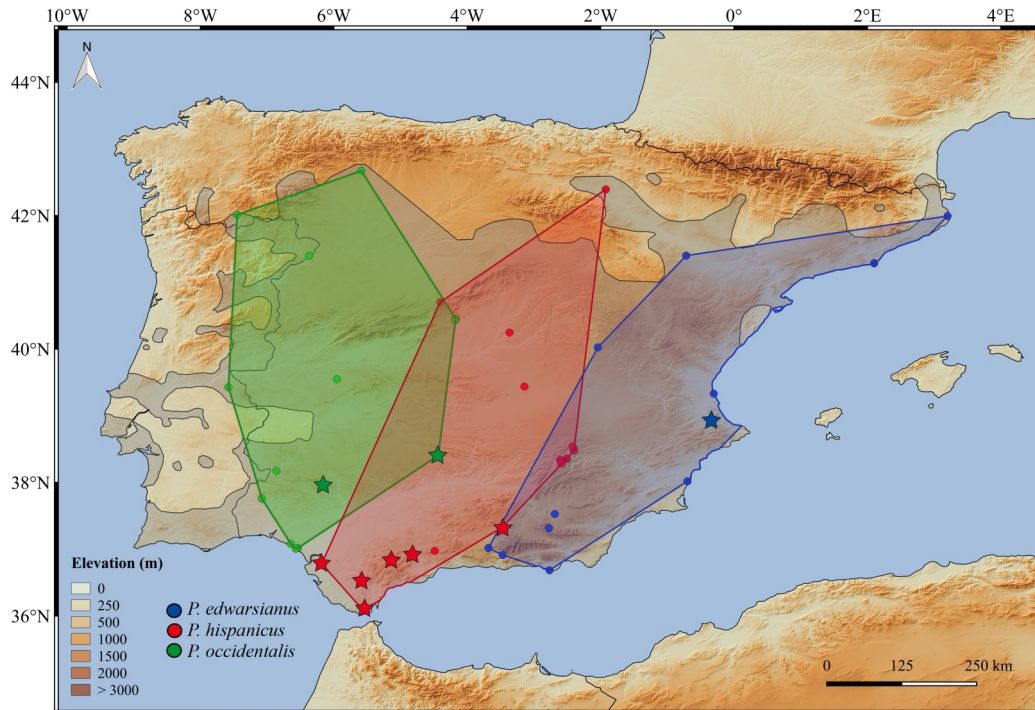 10°W 8°W 6°W 4°W 2°W 0° 2°E 4°E
N
44°N
42°N
40°N
38°N
36°N
Elevation (m)
0
250
500
1000
1500
2000
> 3000
P. edwarsianus
P. hispanicus
P. occidentalis
0 125 250 km